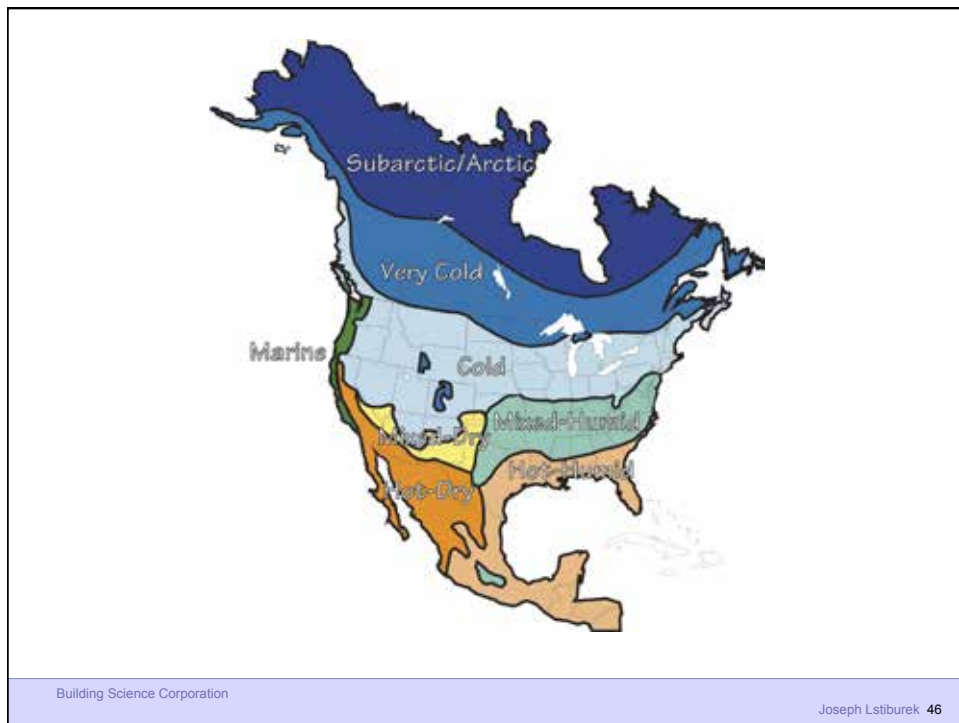 Subarctic/Arctic
Very Cold
Marine
Cold
Mixed-Humid
Mixed-Dry
Hot-Humid
Hot-Dry
Building Science Corporation
Joseph Lstiburek 46